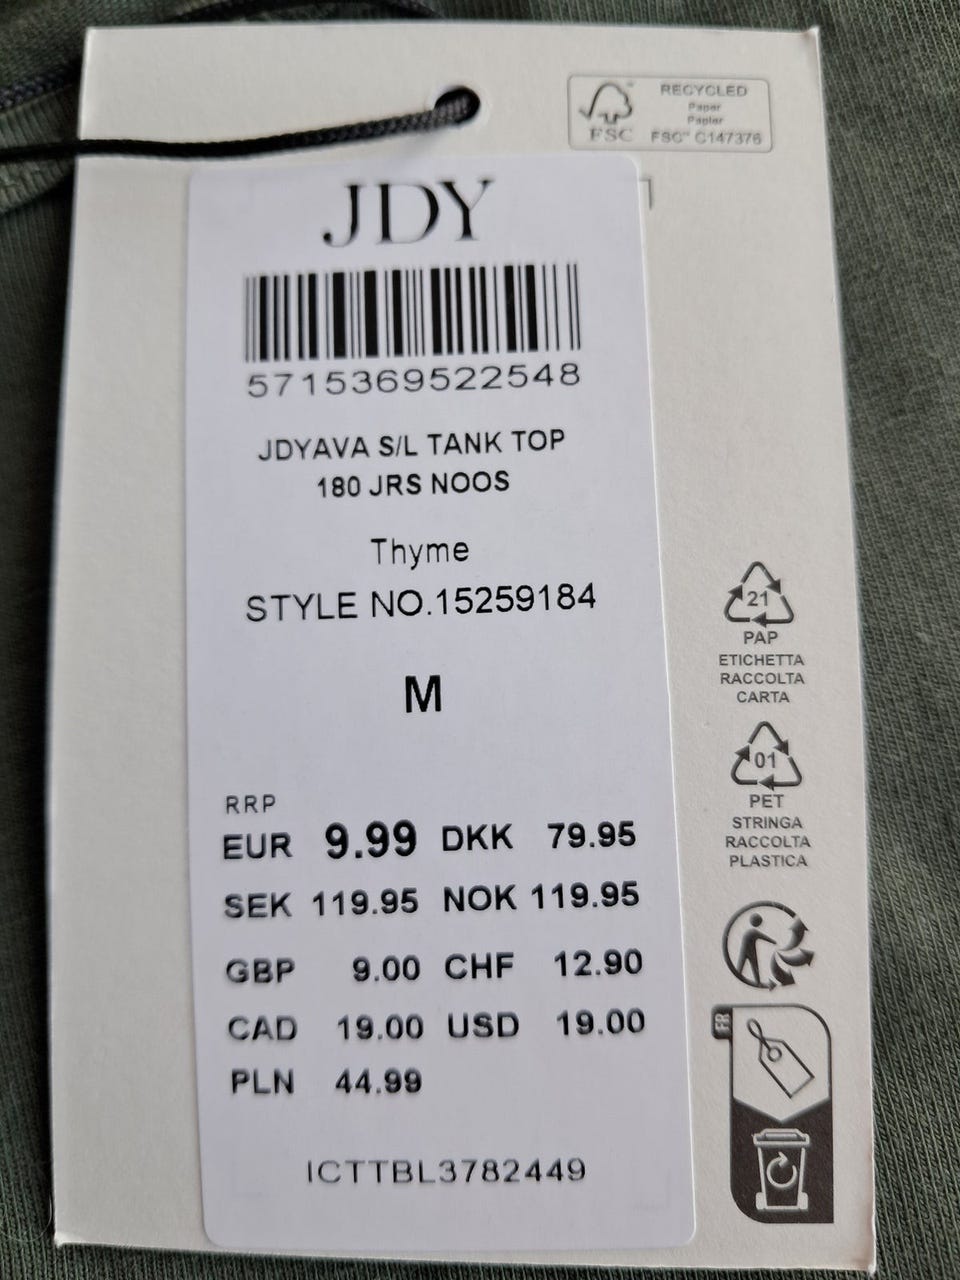 RECYCLED
Paper
Papier
FSC
FSC™ C147376
JDY
5715369522548
JDYAVA S/L TANK TOP
180 JRS NOOS
Thyme
STYLE NO.15259184
M
RRP
EUR 9.99 DKK 79.95
SEK 119.95 NOK 119.95
GBP 9.00 CHF 12.90
CAD 19.00 USD 19.00
PLN 44.99
ICTTBL3782449
21
PAP
ETICHETTA
RACCOLTA
CARTA
01
PET
STRINGA
RACCOLTA
PLASTICA
FR